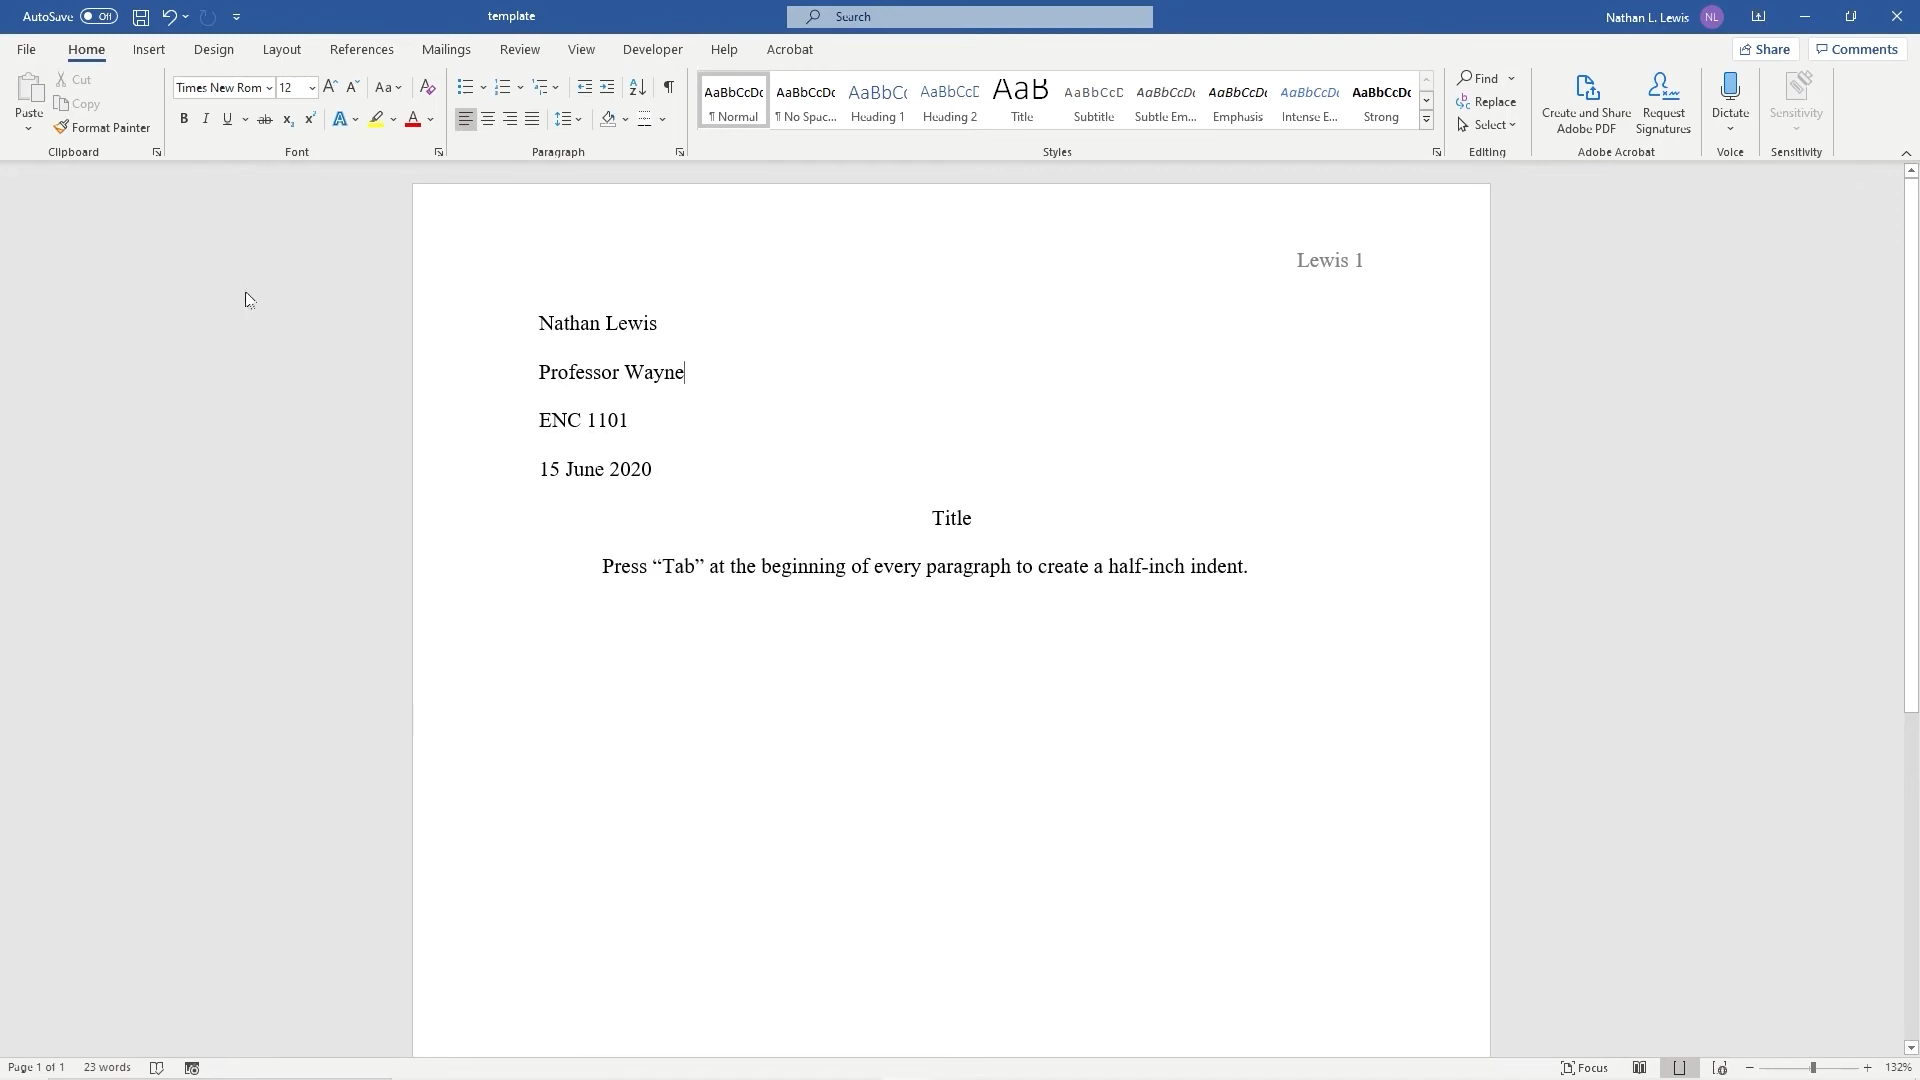 AutoSave Off template Search Nathan L. Lewis NL
File Home Insert Design Layout References Mailings Review View Developer Help Acrobat Share Comments
Paste
Cut
Copy
Format Painter
Clipboard
Times New Rom 12 Aa
Font
Paragraph
AaBbCcDc AaBbCcDc AaBbC( AaBbCcD AaB AaBbCcD AaBbCcDc AaBbCcDc AaBbCcDc AaBbCcDc
¶ Normal ¶ No Spac... Heading 1 Heading 2 Title Subtitle Subtle Em... Emphasis Intense E... Strong
Styles
Find
Replace
Select
Editing
Create and Share Adobe PDF
Request Signatures
Adobe Acrobat
Dictate
Voice
Sensitivity
Sensitivity
Lewis 1
Nathan Lewis
Professor Wayne
ENC 1101
15 June 2020
Title
Press “Tab” at the beginning of every paragraph to create a half-inch indent.
Page 1 of 1 23 words Focus 132%